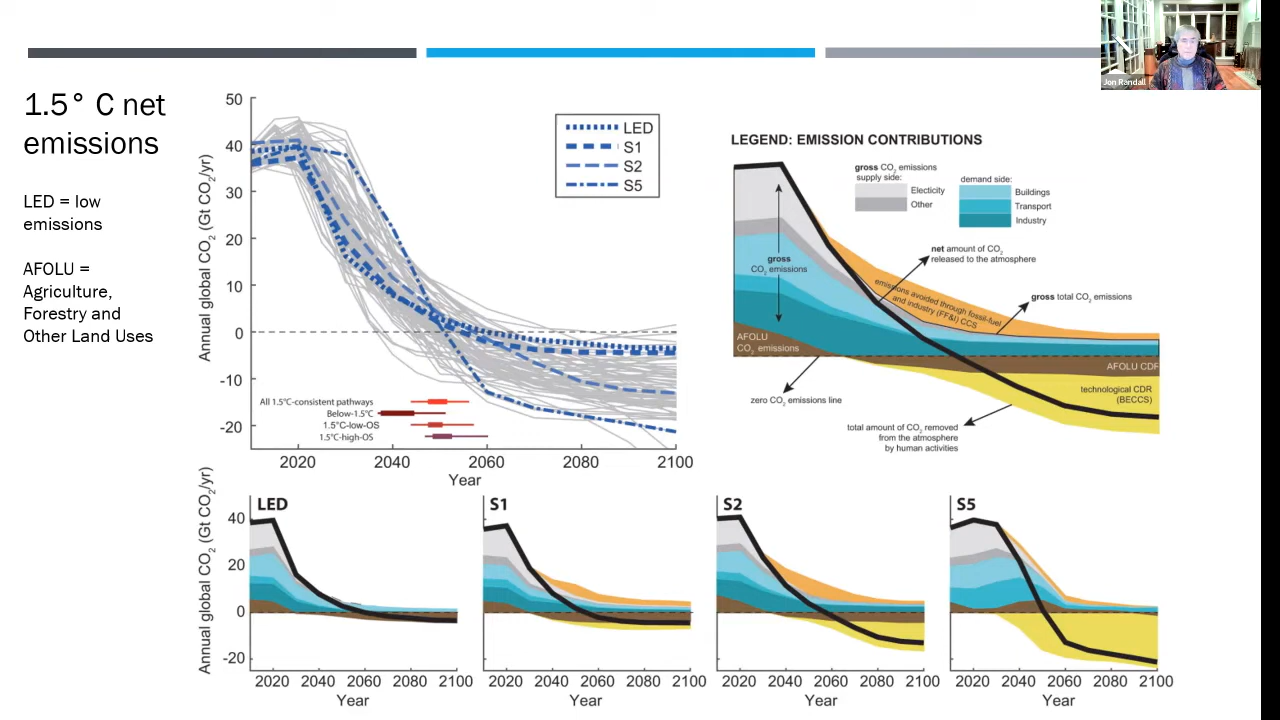 Jon Randall
1.5° C net
emissions
LED = low
emissions
AFOLU =
Agriculture,
Forestry and
Other Land Uses
Annual global CO2 (Gt CO2/yr)
50
40
30
20
10
0
-10
-20
LED
S1
S2
S5
All 1.5°C-consistent pathways
Below-1.5°C
1.5°C-low-OS
1.5°C-high-OS
2020 2040 2060 2080 2100
Year
LEGEND: EMISSION CONTRIBUTIONS
gross CO2 emissions
supply side:
Electicity
Other
demand side:
Buildings
Transport
Industry
gross
CO2 emissions
net amount of CO2
released to the atmosphere
emissions avoided through fossil-fuel
and industry (FF&I) CCS
gross total CO2 emissions
AFOLU
CO2 emissions
AFOLU CDF
technological CDR
(BECCS)
zero CO2 emissions line
total amount of CO2 removed
from the atmosphere
by human activities
Annual global CO2 (Gt CO2/yr)
40
20
0
-20
LED
2020 2040 2060 2080 2100
Year
S1
2020 2040 2060 2080 2100
Year
S2
2020 2040 2060 2080 2100
Year
S5
2020 2040 2060 2080 2100
Year